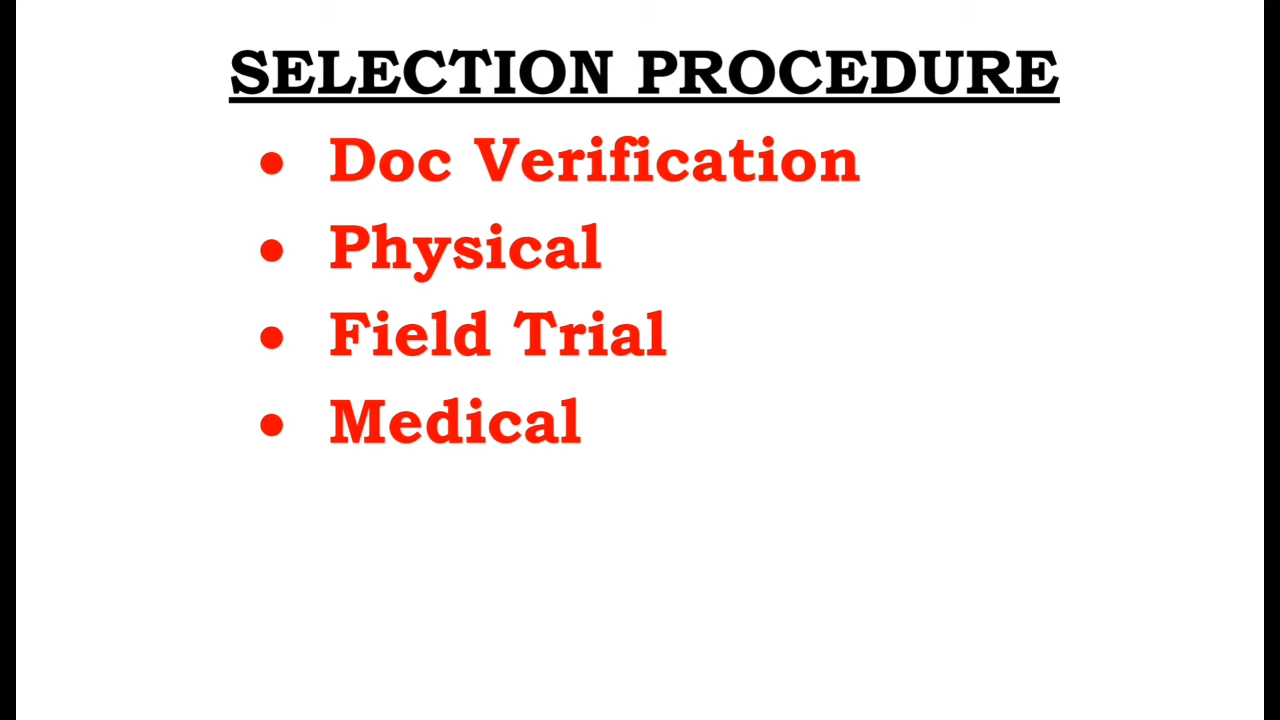 SELECTION PROCEDURE
• Doc Verification
• Physical
• Field Trial
• Medical